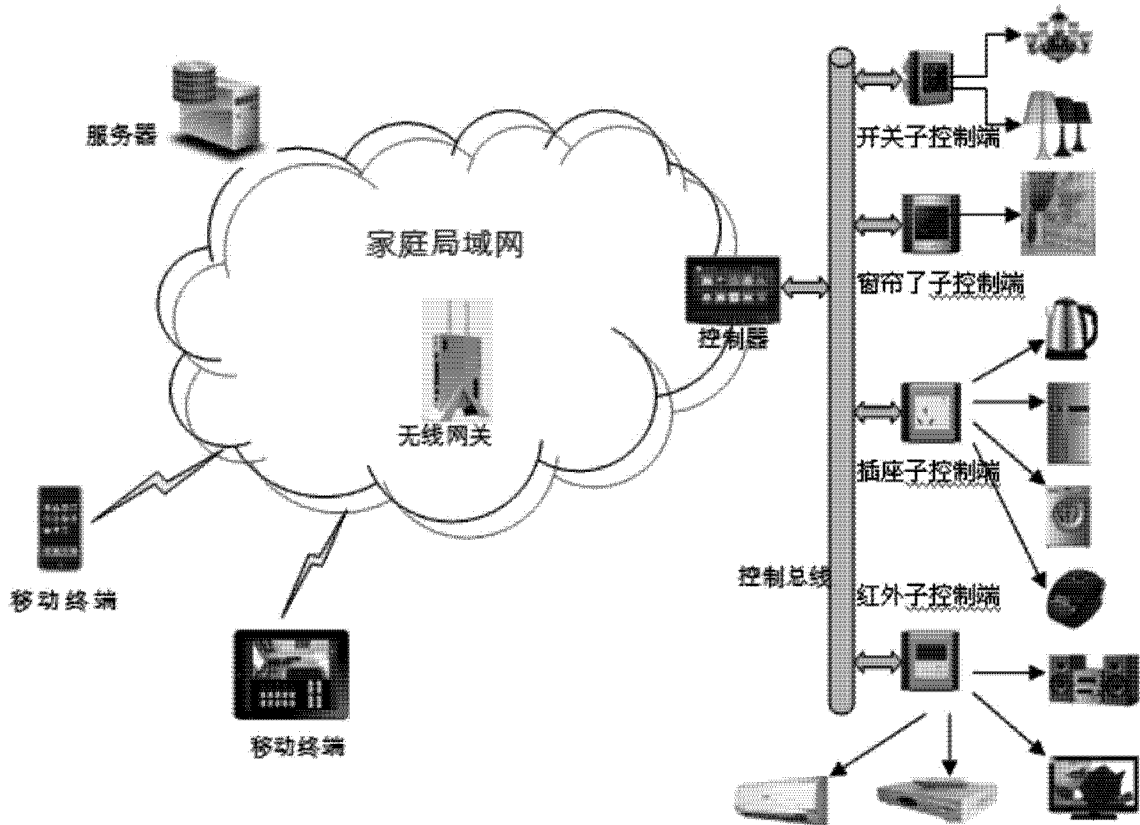 服务器
开关子控制端
家庭局域网
窗帘了子控制端
控制器
无线网关
插座子控制端
控制总线
红外子控制端
移动终端
移动终端